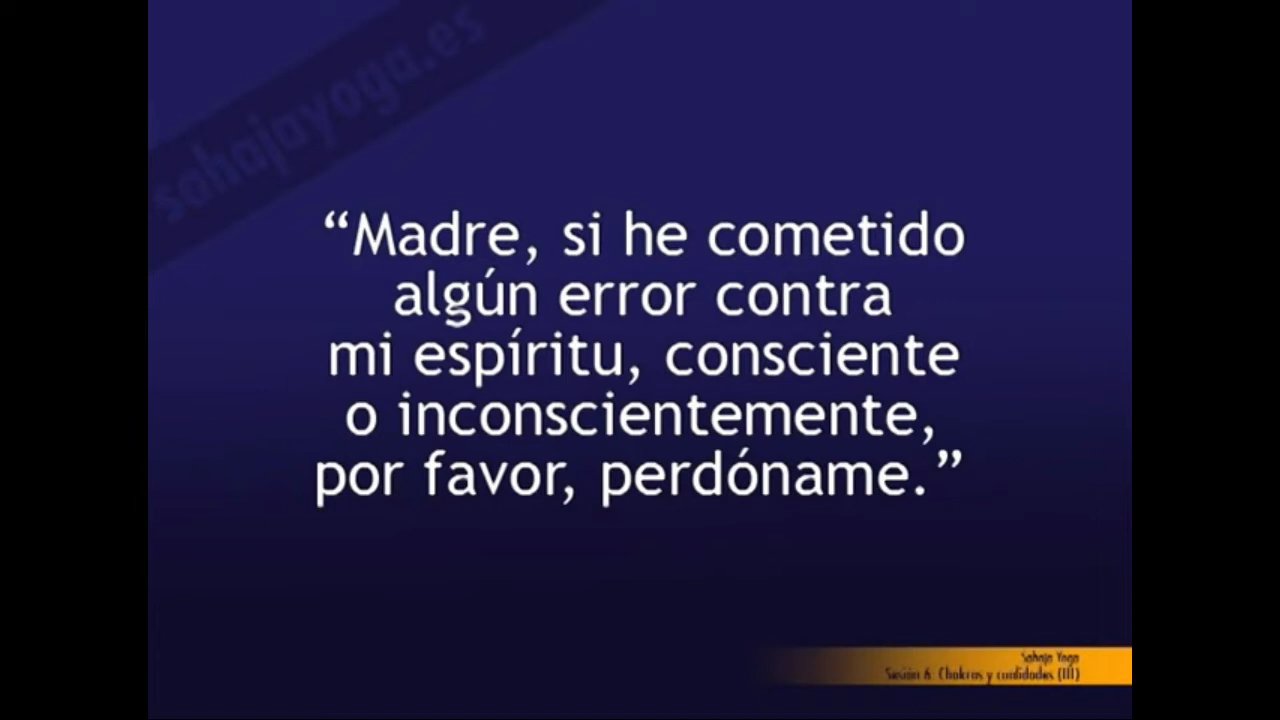 sahajayoga.es
“Madre, si he cometido
algún error contra
mi espíritu, consciente
o inconscientemente,
por favor, perdóname.”
Sahaja Yoga
Sesión 6: Chakras y cualidades (III)